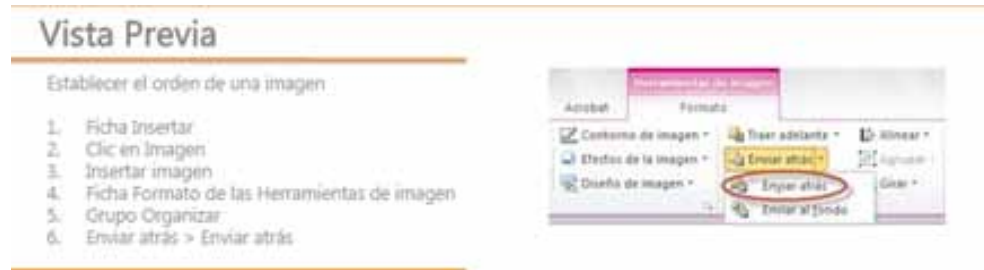 Vista Previa
Establecer el orden de una imagen
1. Ficha Insertar
2. Clic en Imagen
3. Insertar imagen
4. Ficha Formato de las Herramientas de imagen
5. Grupo Organizar
6. Enviar atrás > Enviar atrás
Herramientas de imagen
Acrobat Formato
Contorno de imagen Traer adelante Alinear
Efectos de la imagen Enviar atrás Agrupar
Diseño de imagen Enviar atrás Girar
Enviar al fondo